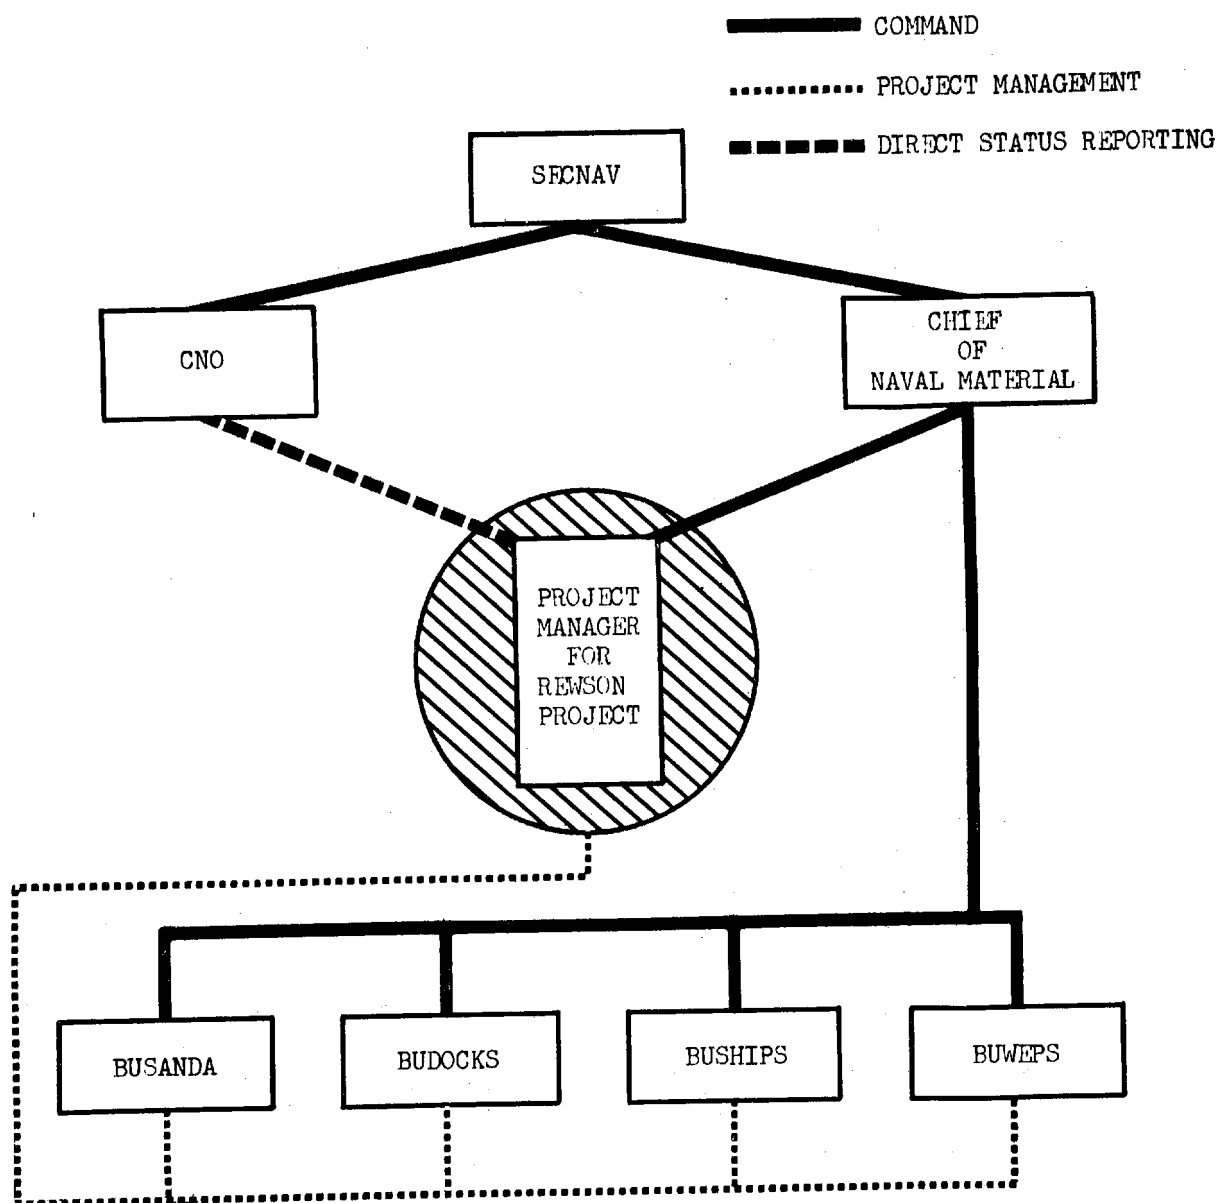 COMMAND
PROJECT MANAGEMENT
DIRECT STATUS REPORTING
SECNAV
CNO
CHIEF
OF
NAVAL MATERIAL
PROJECT
MANAGER
FOR
REWSON
PROJECT
BUSANDA
BUDOCKS
BUSHIPS
BUWEPS